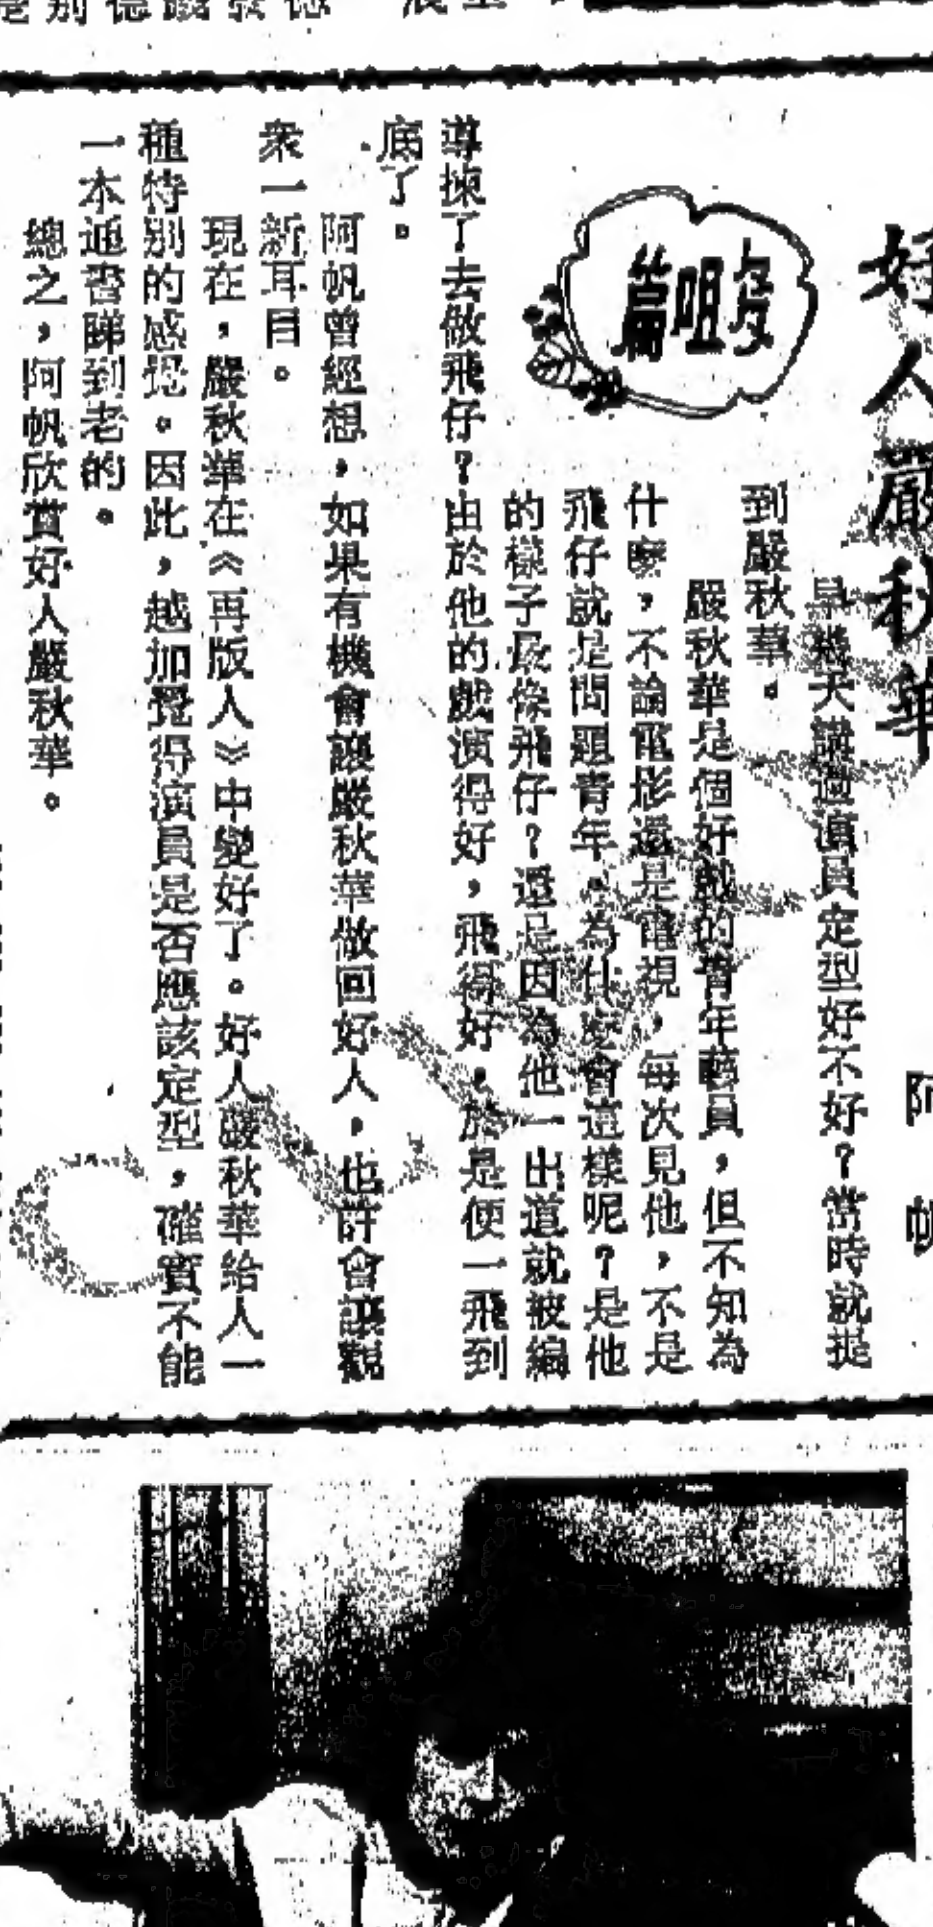 好人嚴秋華
阿帆
篇咀多
早幾天講過演員定型好不好？當時就提
到嚴秋華。
嚴秋華是個好戲的青年藝員，但不知為
什麼，不論電影還是電視，每次見他，不是
飛仔就是問題青年。為什麼會這樣呢？是他
的樣子長像飛仔？還是因為他一出道就被編
導揀了去做飛仔？由於他的戲演得好，飛得好，於是便一飛到
底了。
阿帆曾經想，如果有機會讓嚴秋華做回好人，也許會讓觀
衆一新耳目。
現在，嚴秋華在《再版人》中變好了。好人嚴秋華給人一
種特別的感覺。因此，越加覺得演員是否應該定型，確實不能
一本通書睇到老的。
總之，阿帆欣賞好人嚴秋華。